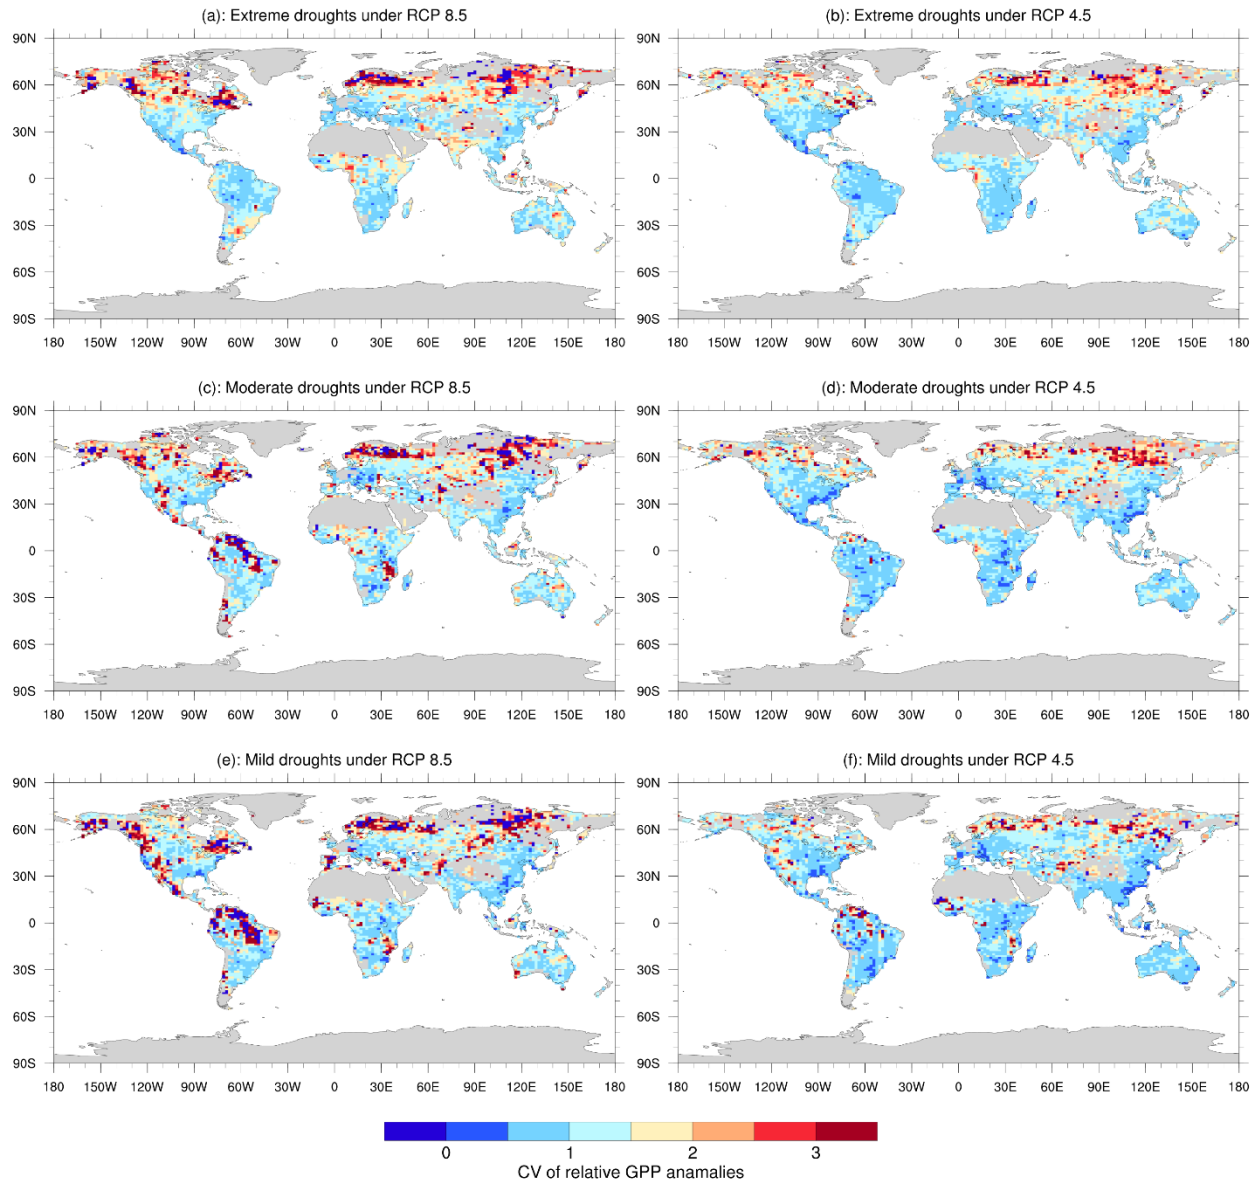 (a): Extreme droughts under RCP 8.5
90N
60N
30N
0
30S
60S
90S
180 150W 120W 90W 60W 30W 0 30E 60E 90E 120E 150E 180
(b): Extreme droughts under RCP 4.5
90N
60N
30N
0
30S
60S
90S
180 150W 120W 90W 60W 30W 0 30E 60E 90E 120E 150E 180
(c): Moderate droughts under RCP 8.5
90N
60N
30N
0
30S
60S
90S
180 150W 120W 90W 60W 30W 0 30E 60E 90E 120E 150E 180
(d): Moderate droughts under RCP 4.5
90N
60N
30N
0
30S
60S
90S
180 150W 120W 90W 60W 30W 0 30E 60E 90E 120E 150E 180
(e): Mild droughts under RCP 8.5
90N
60N
30N
0
30S
60S
90S
180 150W 120W 90W 60W 30W 0 30E 60E 90E 120E 150E 180
(f): Mild droughts under RCP 4.5
90N
60N
30N
0
30S
60S
90S
180 150W 120W 90W 60W 30W 0 30E 60E 90E 120E 150E 180
0 1 2 3
CV of relative GPP anamalies